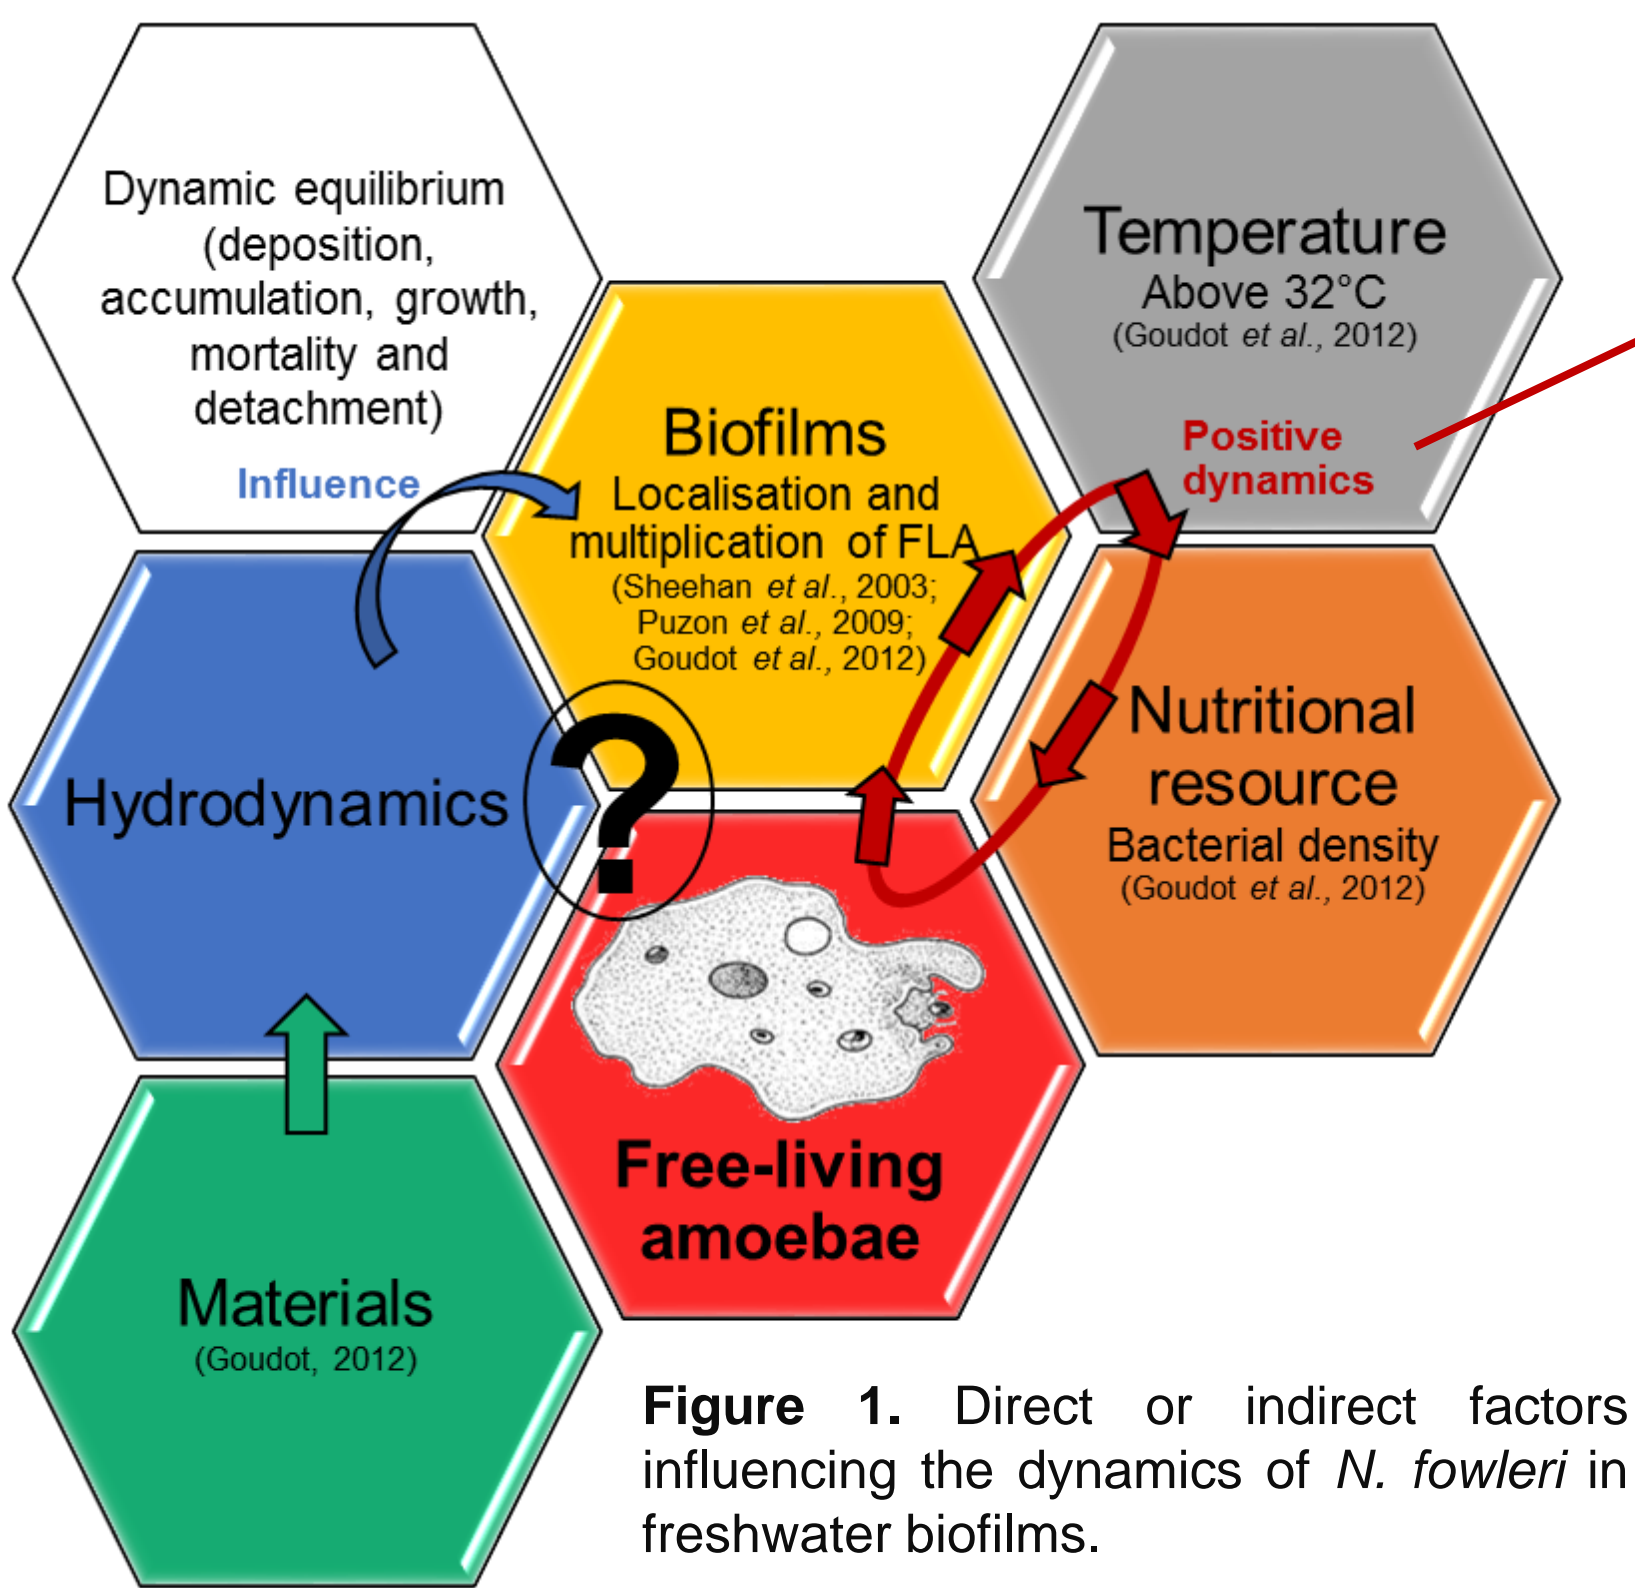 Dynamic equilibrium
(deposition,
accumulation, growth,
mortality and
detachment)
Influence
Temperature
Above 32°C
(Goudot et al., 2012)
Positive
dynamics
Biofilms
Localisation and
multiplication of FLA
(Sheehan et al., 2003;
Puzon et al., 2009;
Goudot et al., 2012)
Hydrodynamics
?
Nutritional
resource
Bacterial density
(Goudot et al., 2012)
Free-living
amoebae
Materials
(Goudot, 2012)
Figure 1. Direct or indirect factors
influencing the dynamics of N. fowleri in
freshwater biofilms.